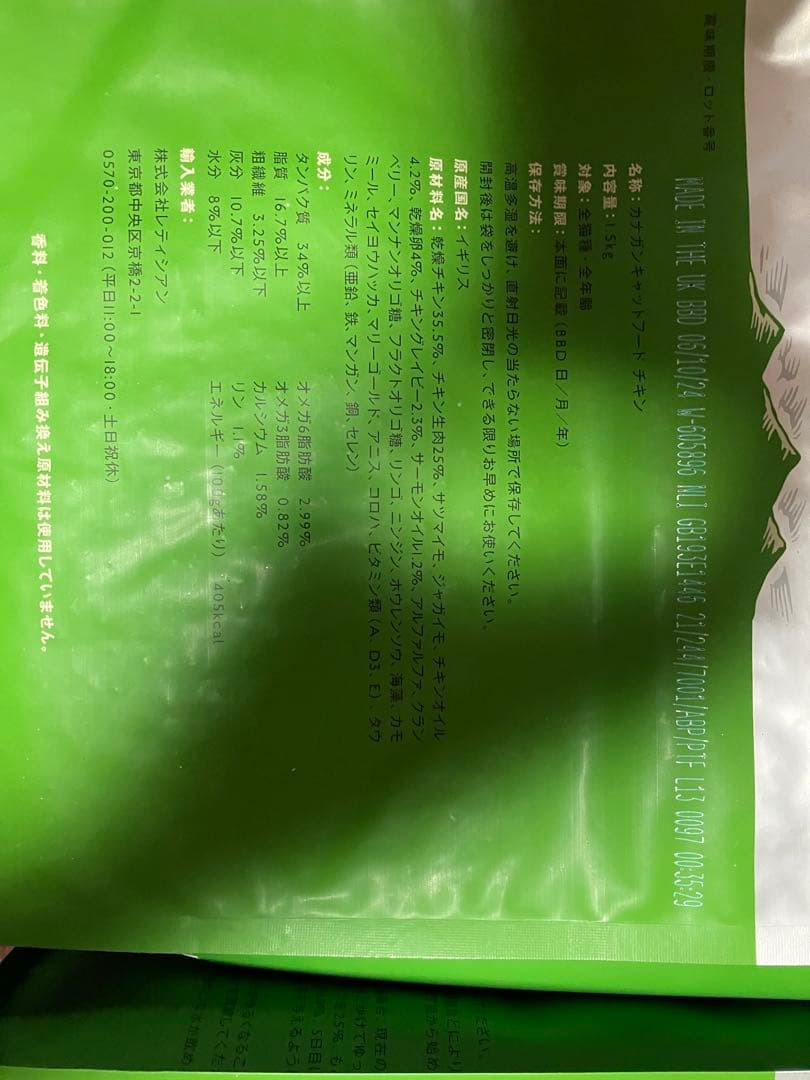 賞味期限・ロット番号
MADE IN THE UK BBD 05/10/24 W-605896 NLI GB193E1446 21/244/7001/ABP/PTF L13 0097 00:35:29
名称：カナガンキャットフード チキン
内容量：1.5kg
対象：全猫種・全年齢
賞味期限：本面に記載（BBD 日／月／年）
保存方法：
高温多湿を避け、直射日光の当たらない場所で保存してください。
開封後は袋をしっかりと密閉し、できる限りお早めにお使いください。
原産国名：イギリス
原材料名：乾燥チキン35.5%、チキン生肉25%、サツマイモ、ジャガイモ、チキンオイル
4.2%、乾燥卵4%、チキングレイビー2.3%、サーモンオイル1.2%、アルファルファ、クラン
ベリー、マンナンオリゴ糖、フラクトオリゴ糖、リンゴ、ニンジン、ホウレンソウ、海藻、カモ
ミール、セイヨウハッカ、マリーゴールド、アニス、コロハ、ビタミン類（A、D3、E）、タウ
リン、ミネラル類（亜鉛、鉄、マンガン、銅、セレン）
成分：
タンパク質 34%以上 オメガ6脂肪酸 2.99%
脂質 16.7%以上 オメガ3脂肪酸 0.82%
粗繊維 3.25%以下 カルシウム 1.58%
灰分 10.7%以下 リン 1.1%
水分 8%以下 エネルギー（100gあたり） 405kcal
輸入業者：
株式会社レティシアン
東京都中央区京橋2-2-1
0570-200-012（平日11:00〜18:00・土日祝休）
香料・着色料・遺伝子組み換え原材料は使用していません。